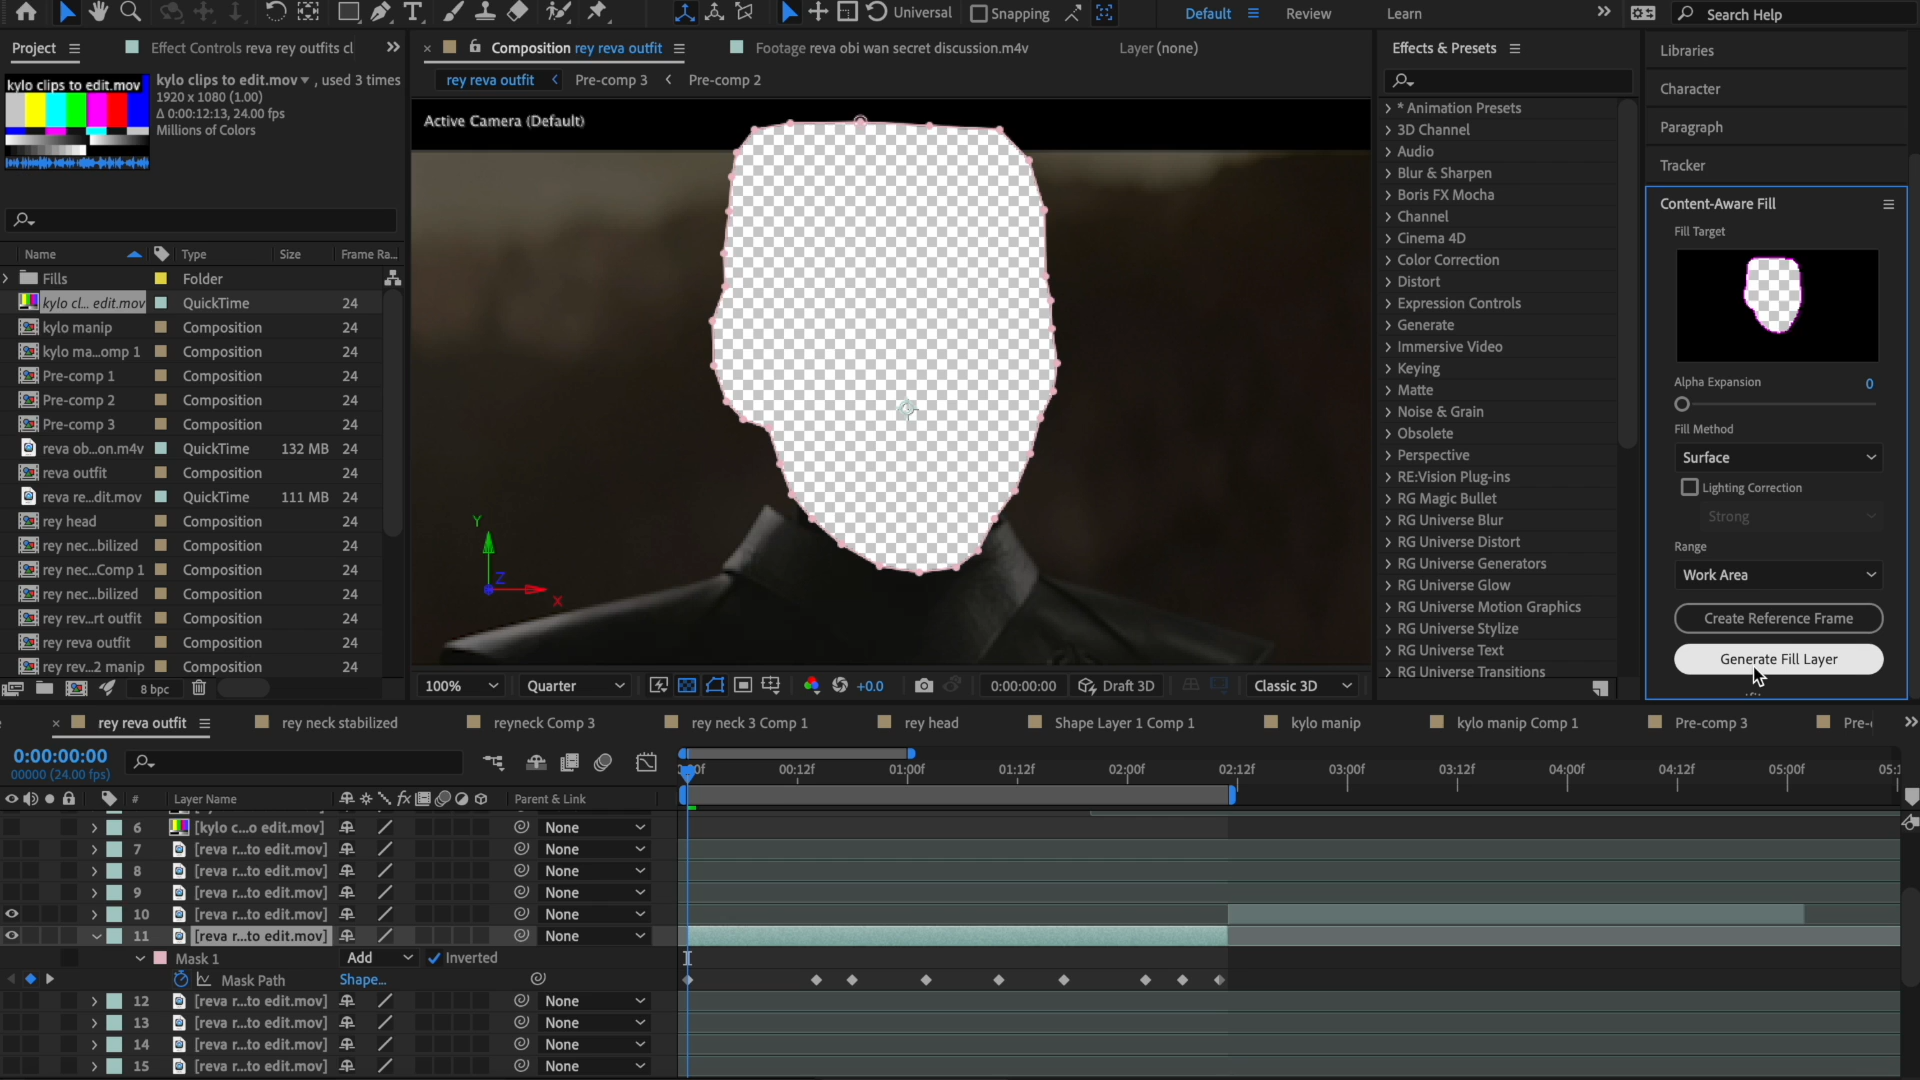 Universal
Snapping
Default
Review
Learn
Search Help
Project
Effect Controls reva rey outfits cl
Composition rey reva outfit
Footage reva obi wan secret discussion.m4v
Layer (none)
rey reva outfit
Pre-comp 3
Pre-comp 2
kylo clips to edit.mov
kylo clips to edit.mov , used 3 times
1920 x 1080 (1.00)
Δ 0:00:12:13, 24.00 fps
Millions of Colors
Name Type Size Frame Ra...
Fills Folder
kylo cl... edit.mov QuickTime 24
kylo manip Composition 24
kylo ma...omp 1 Composition 24
Pre-comp 1 Composition 24
Pre-comp 2 Composition 24
Pre-comp 3 Composition 24
reva ob...on.m4v QuickTime 132 MB 24
reva outfit Composition 24
reva re...dit.mov QuickTime 111 MB 24
rey head Composition 24
rey nec...bilized Composition 24
rey nec...Comp 1 Composition 24
rey nec...bilized Composition 24
rey rev...rt outfit Composition 24
rey reva outfit Composition 24
rey rev...2 manip Composition 24
8 bpc
Active Camera (Default)
Y
Z
X
100%
Quarter
+0.0
0:00:00:00
Draft 3D
Classic 3D
Effects & Presets
* Animation Presets
3D Channel
Audio
Blur & Sharpen
Boris FX Mocha
Channel
Cinema 4D
Color Correction
Distort
Expression Controls
Generate
Immersive Video
Keying
Matte
Noise & Grain
Obsolete
Perspective
RE:Vision Plug-ins
RG Magic Bullet
RG Universe Blur
RG Universe Distort
RG Universe Generators
RG Universe Glow
RG Universe Motion Graphics
RG Universe Stylize
RG Universe Text
RG Universe Transitions
Libraries
Character
Paragraph
Tracker
Content-Aware Fill
Fill Target
Alpha Expansion 0
Fill Method
Surface
Lighting Correction
Strong
Range
Work Area
Create Reference Frame
Generate Fill Layer
rey reva outfit
rey neck stabilized
reyneck Comp 3
rey neck 3 Comp 1
rey head
Shape Layer 1 Comp 1
kylo manip
kylo manip Comp 1
Pre-comp 3
0:00:00:00
00000 (24.00 fps)
00:12f 01:00f 01:12f 02:00f 02:12f 03:00f 03:12f 04:00f 04:12f 05:00f
# Layer Name Parent & Link
6 [kylo c...o edit.mov] None
7 [reva r...to edit.mov] None
8 [reva r...to edit.mov] None
9 [reva r...to edit.mov] None
10 [reva r...to edit.mov] None
11 [reva r...to edit.mov] None
Mask 1 Add Inverted
Mask Path Shape...
12 [reva r...to edit.mov] None
13 [reva r...to edit.mov] None
14 [reva r...to edit.mov] None
15 [reva r...to edit.mov] None